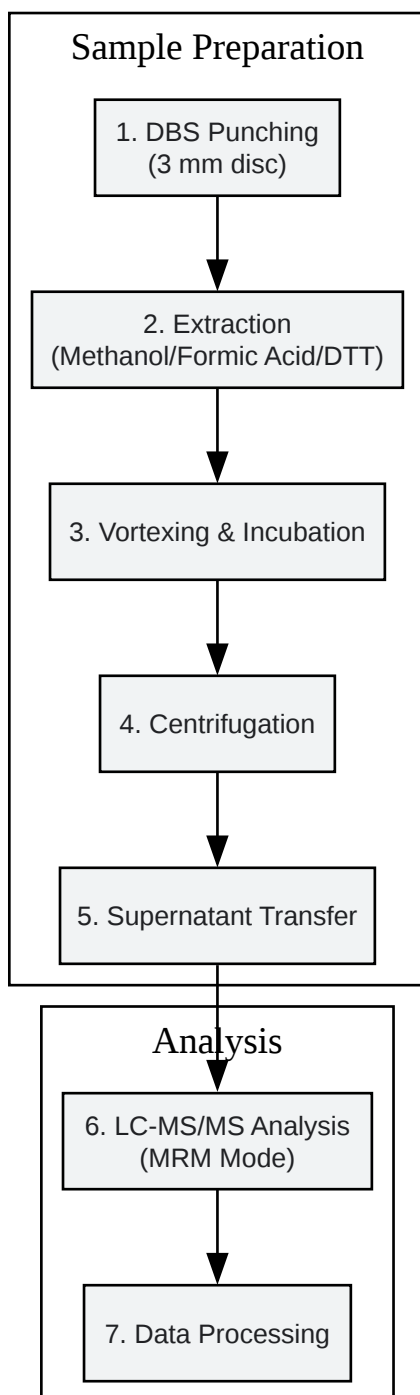 Sample Preparation
1. DBS Punching
(3 mm disc)
2. Extraction
(Methanol/Formic Acid/DTT)
3. Vortexing & Incubation
4. Centrifugation
5. Supernatant Transfer
Analysis
6. LC-MS/MS Analysis
(MRM Mode)
7. Data Processing